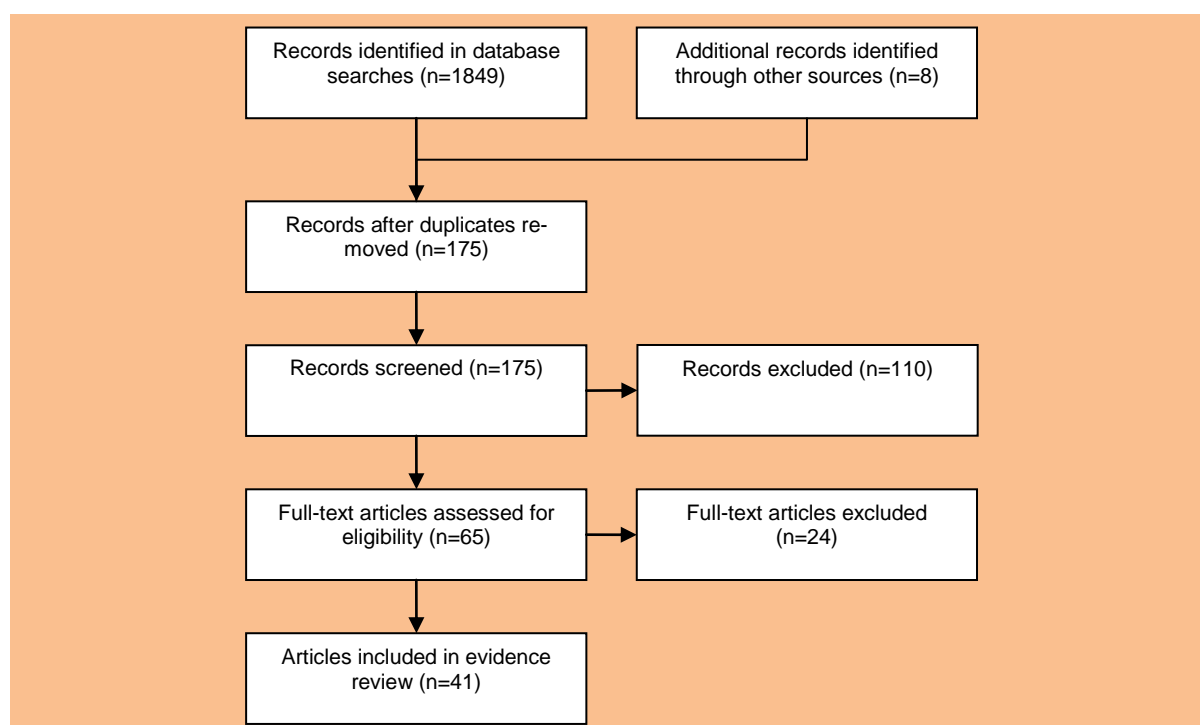 Records identified in database
searches (n=1849)
Additional records identified
through other sources (n=8)
Records after duplicates re-
moved (n=175)
Records screened (n=175)
Records excluded (n=110)
Full-text articles assessed for
eligibility (n=65)
Full-text articles excluded
(n=24)
Articles included in evidence
review (n=41)